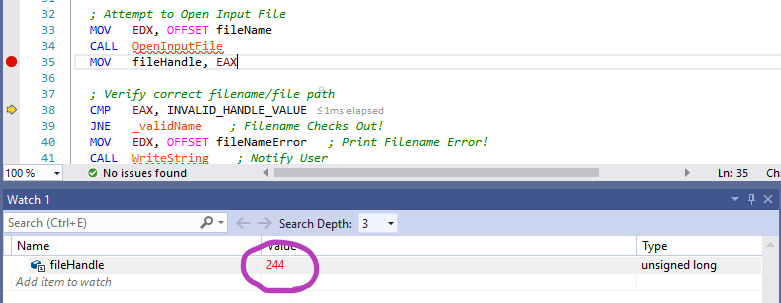 31
32 ; Attempt to Open Input File
33 MOV EDX, OFFSET fileName
34 CALL OpenInputFile
35 MOV fileHandle, EAX
36
37 ; Verify correct filename/file path
38 CMP EAX, INVALID_HANDLE_VALUE ≤1ms elapsed
39 JNE _validName ; Filename Checks Out!
40 MOV EDX, OFFSET fileNameError ; Print Filename Error!
41 CALL WriteString ; Notify User
100 % No issues found Ln: 35 Ch:
Watch 1
Search (Ctrl+E) Search Depth: 3
Name Value Type
fileHandle 244 unsigned long
Add item to watch